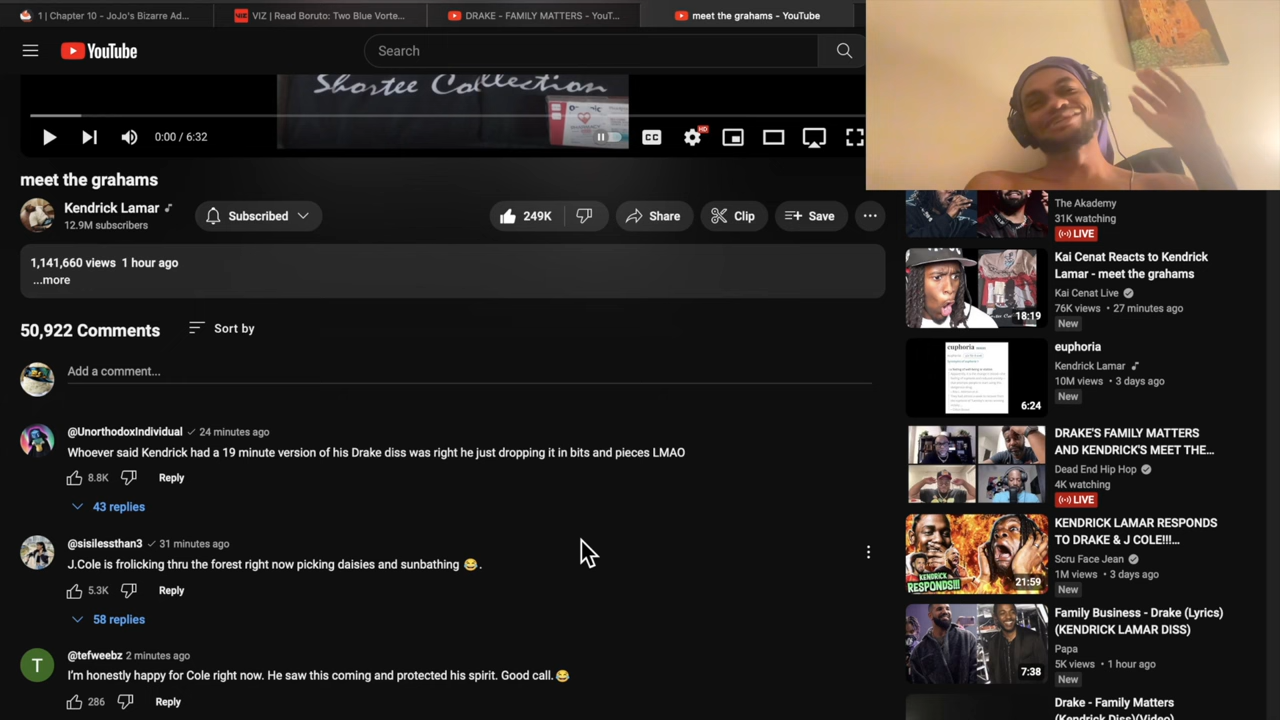 1 | Chapter 10 - JoJo's Bizarre Ad...
VIZ | Read Boruto: Two Blue Vorte...
DRAKE - FAMILY MATTERS - YouT...
meet the grahams - YouTube
YouTube
Search
Shortee Collection
0:00 / 6:32
CC
HD
meet the grahams
Kendrick Lamar
12.9M subscribers
Subscribed
249K
Share
Clip
Save
1,141,660 views 1 hour ago
...more
50,922 Comments
Sort by
Add a comment...
@UnorthodoxIndividual
24 minutes ago
Whoever said Kendrick had a 19 minute version of his Drake diss was right he just dropping it in bits and pieces LMAO
8.8K
Reply
43 replies
@sisilessthan3
31 minutes ago
J.Cole is frolicking thru the forest right now picking daisies and sunbathing 😂.
5.3K
Reply
58 replies
T
@tefweebz 2 minutes ago
I'm honestly happy for Cole right now. He saw this coming and protected his spirit. Good call.😂
286
Reply
The Akademy
31K watching
LIVE
Kai Cenat Reacts to Kendrick
Lamar - meet the grahams
Kai Cenat Live
76K views • 27 minutes ago
New
18:19
euphoria
euphoria
Kendrick Lamar
10M views • 3 days ago
New
6:24
DRAKE'S FAMILY MATTERS
AND KENDRICK'S MEET THE...
Dead End Hip Hop
4K watching
LIVE
KENDRICK LAMAR RESPONDS
TO DRAKE & J COLE!!!...
Scru Face Jean
1M views • 3 days ago
New
KENDRICK
RESPONDS!
21:59
Family Business - Drake (Lyrics)
(KENDRICK LAMAR DISS)
Papa
5K views • 1 hour ago
New
7:38
Drake - Family Matters
(Kendrick Diss)(Video)